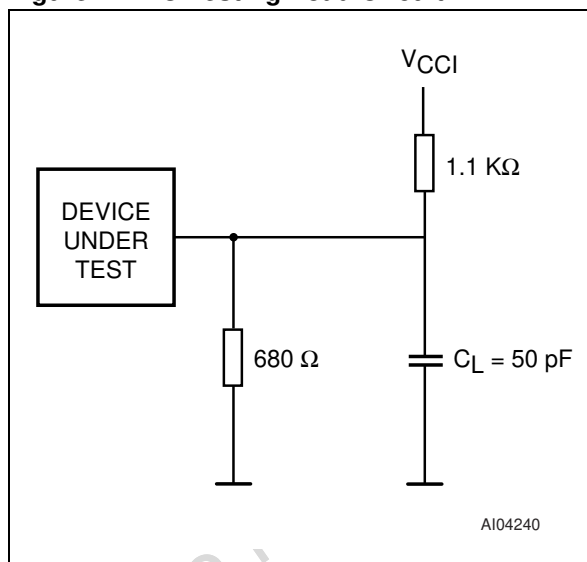 VCCI
1.1 KΩ
DEVICE
UNDER
TEST
680 Ω
CL = 50 pF
AI04240